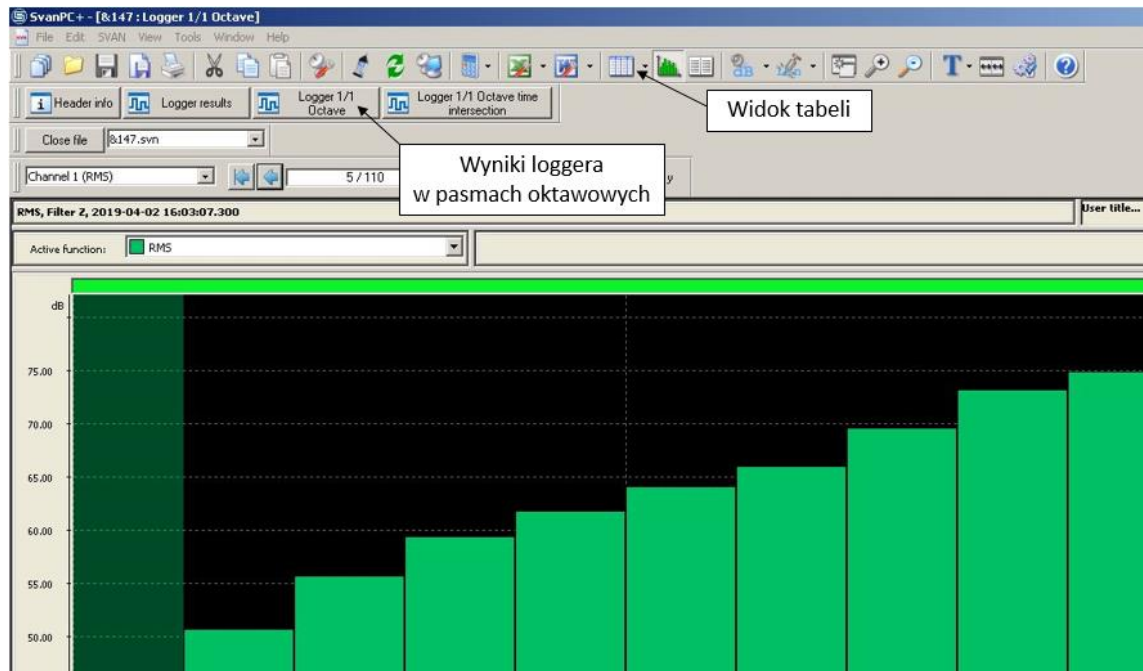 SvanPC+ - [&147 : Logger 1/1 Octave]
File Edit SVAN View Tools Window Help
Header info
Logger results
Logger 1/1
Octave
Logger 1/1 Octave time
intersection
Widok tabeli
Close file
&147.svn
Wyniki loggera
w pasmach oktawowych
Channel 1 (RMS)
5 / 110
y
RMS, Filter Z, 2019-04-02 16:03:07.300
User title...
Active function:
RMS
dB
75.00
70.00
65.00
60.00
55.00
50.00